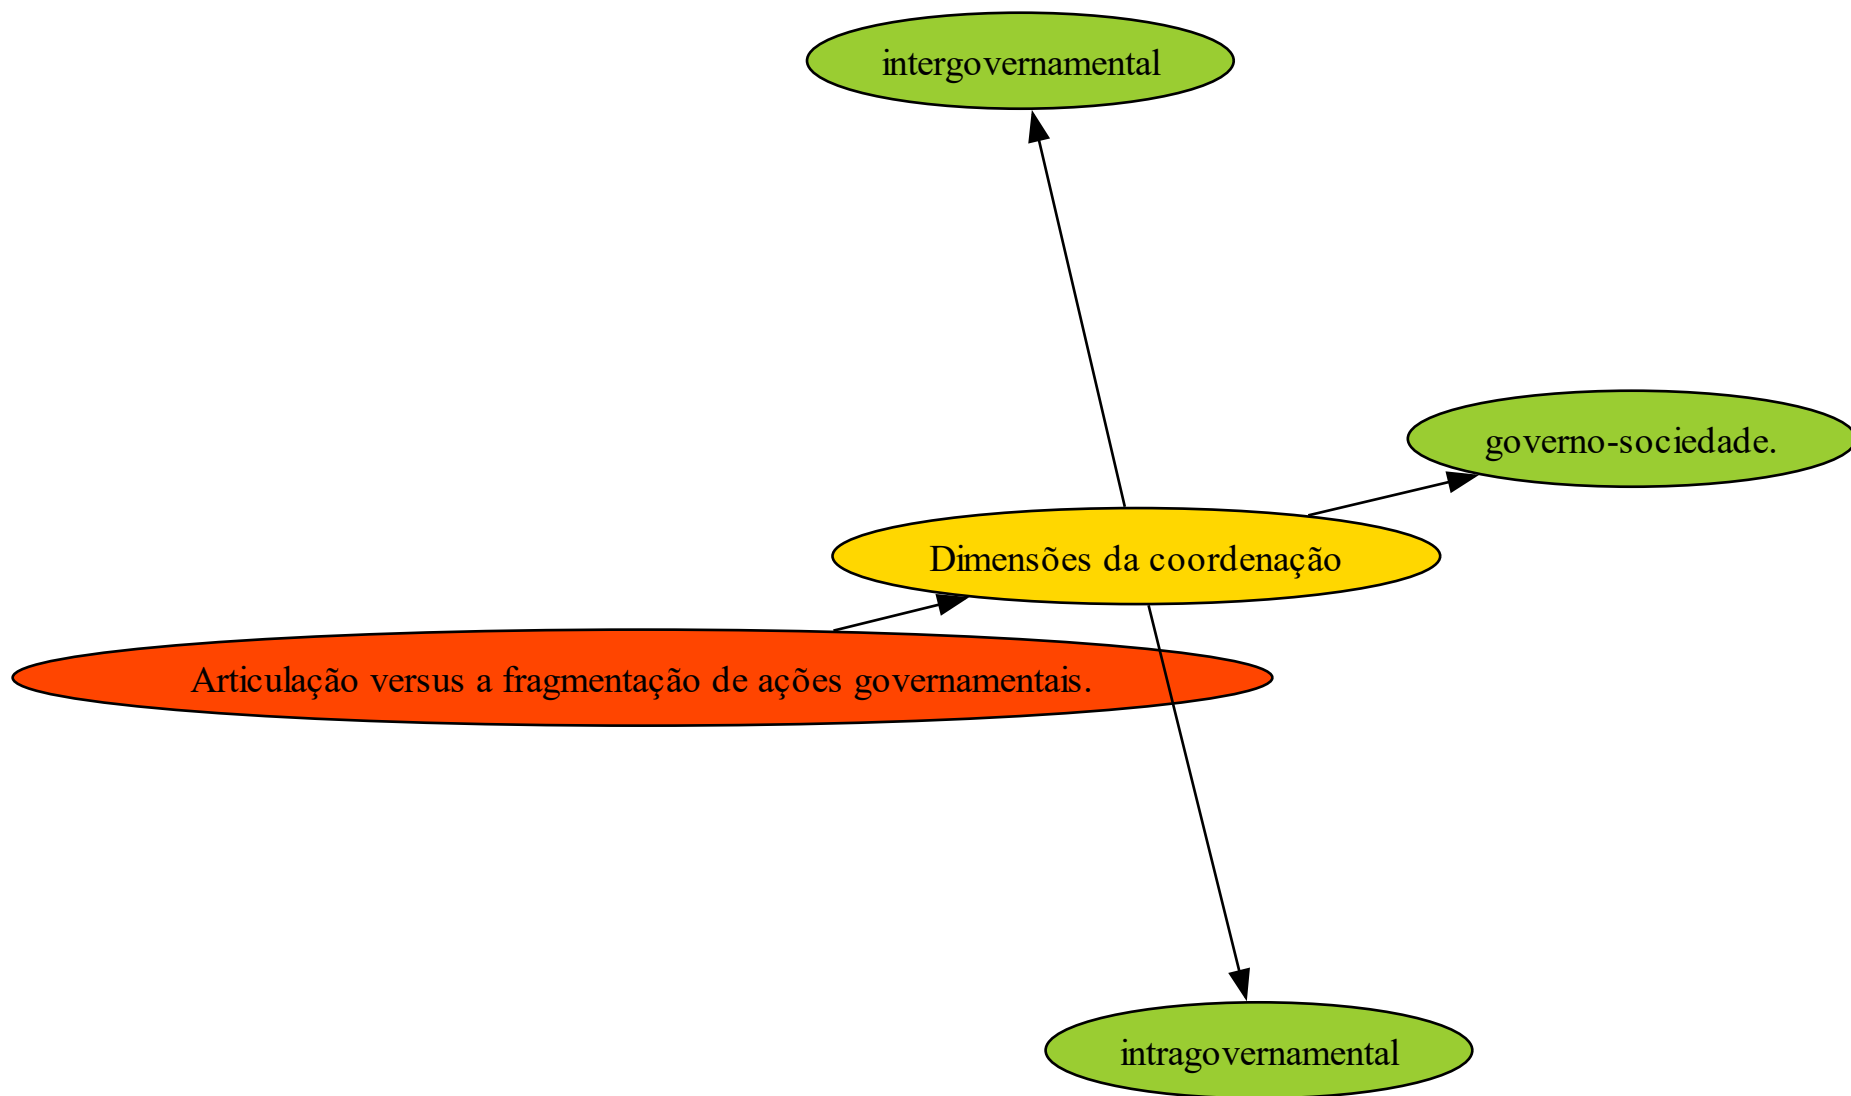 intergovernamental
governo-sociedade.
Dimensões da coordenação
Articulação versus a fragmentação de ações governamentais.
intragovernamental